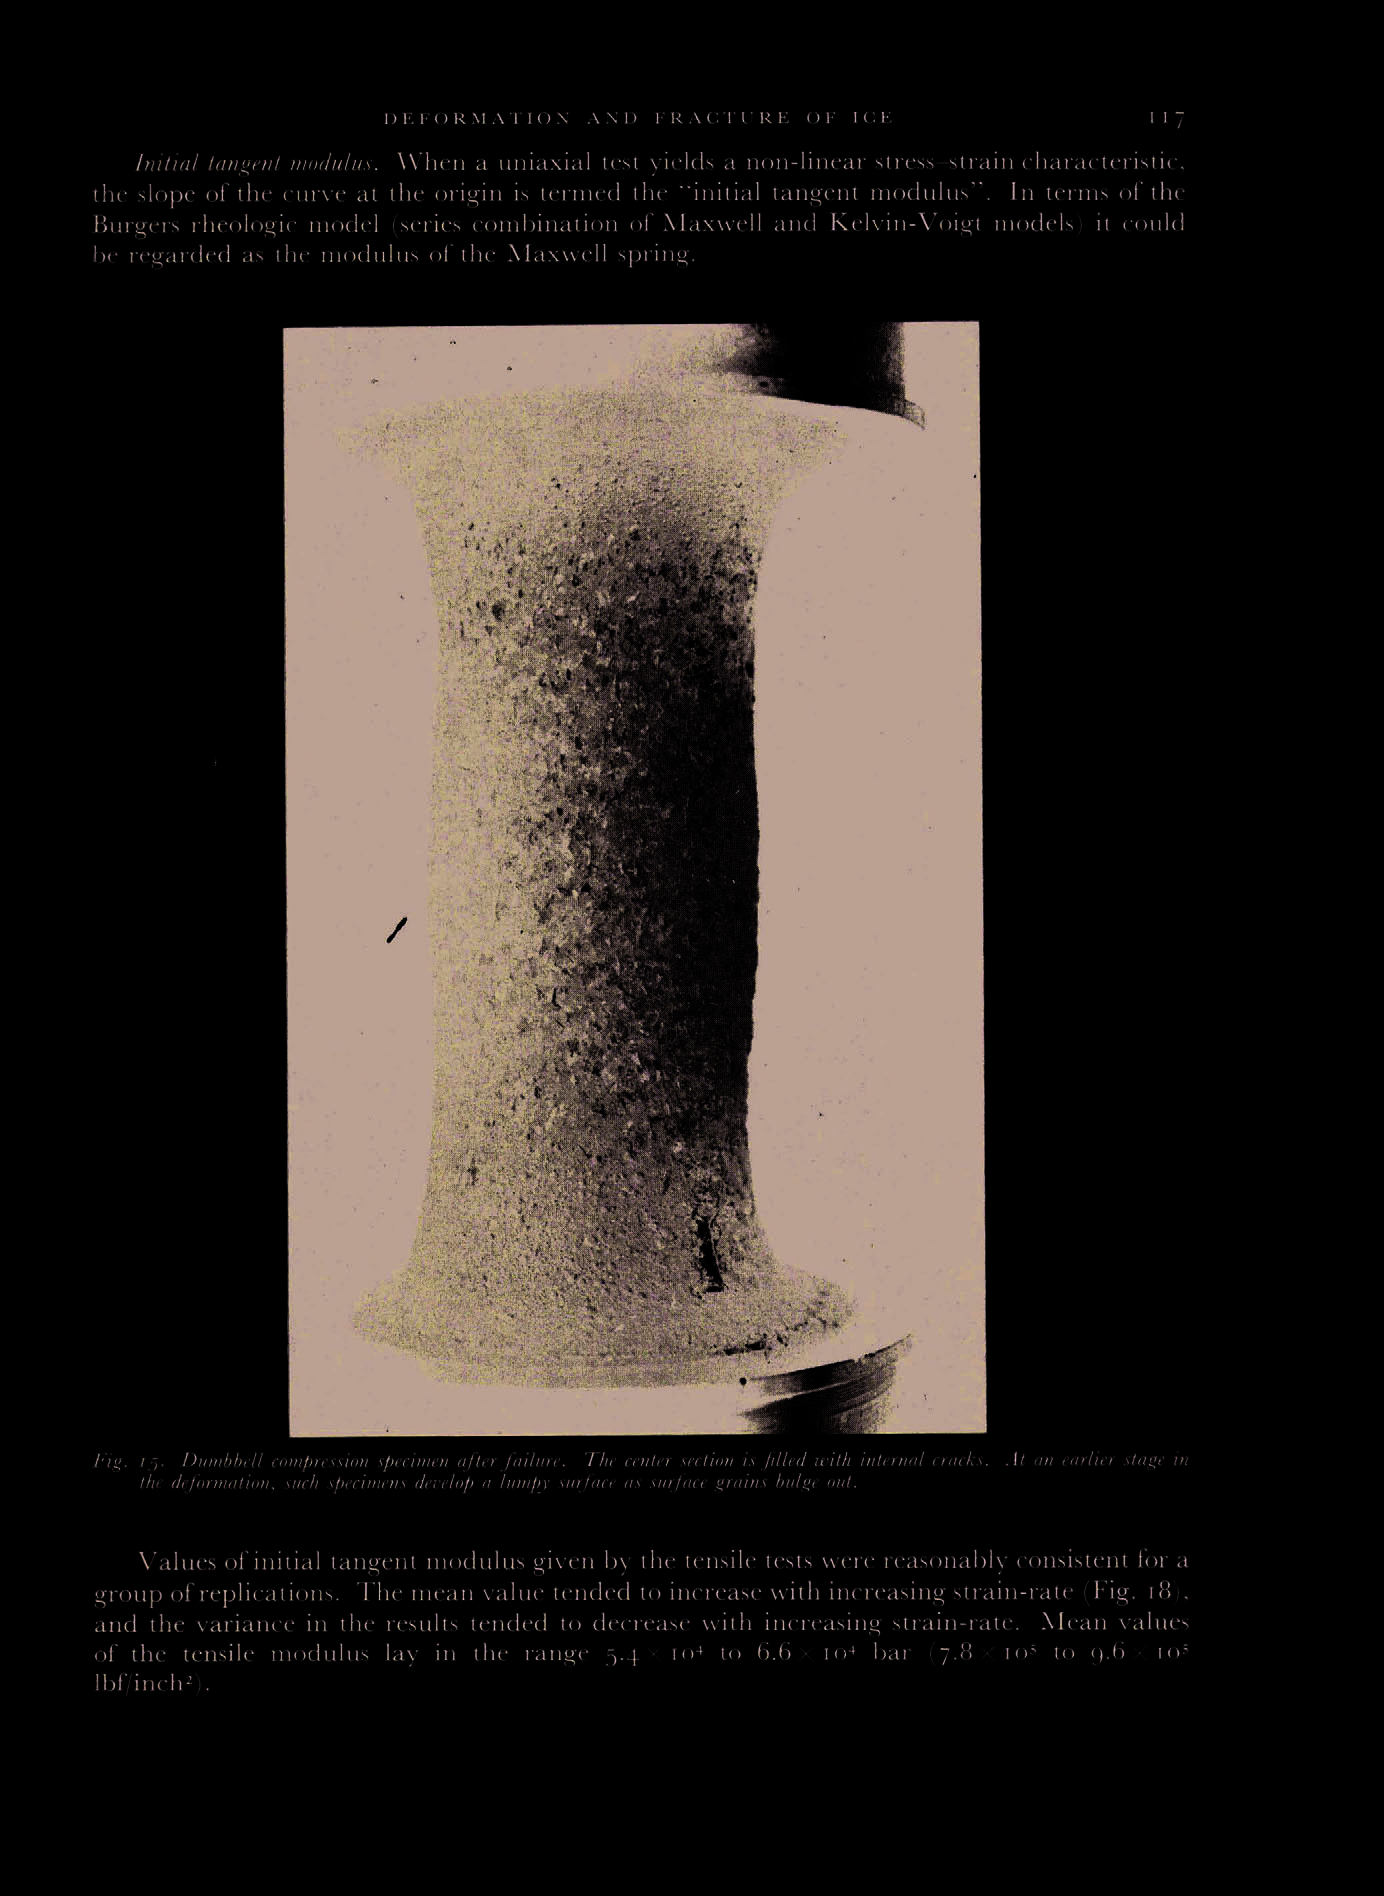 DEFORMATION AND FRACTURE OF ICE 117
Initial tangent modulus. When a uniaxial test yields a non-linear stress–strain characteristic,
the slope of the curve at the origin is termed the "initial tangent modulus". In terms of the
Burgers rheologic model (series combination of Maxwell and Kelvin-Voigt models) it could
be regarded as the modulus of the Maxwell spring.
Fig. 15. Dumbbell compression specimen after failure. The center section is filled with internal cracks. At an earlier stage in
the deformation, such specimens develop a lumpy surface as surface grains bulge out.
Values of initial tangent modulus given by the tensile tests were reasonably consistent for a
group of replications. The mean value tended to increase with increasing strain-rate (Fig. 18),
and the variance in the results tended to decrease with increasing strain-rate. Mean values
of the tensile modulus lay in the range 5.4 × 10⁴ to 6.6 × 10⁴ bar (7.8 × 10⁵ to 9.6 × 10⁵
lbf/inch²).